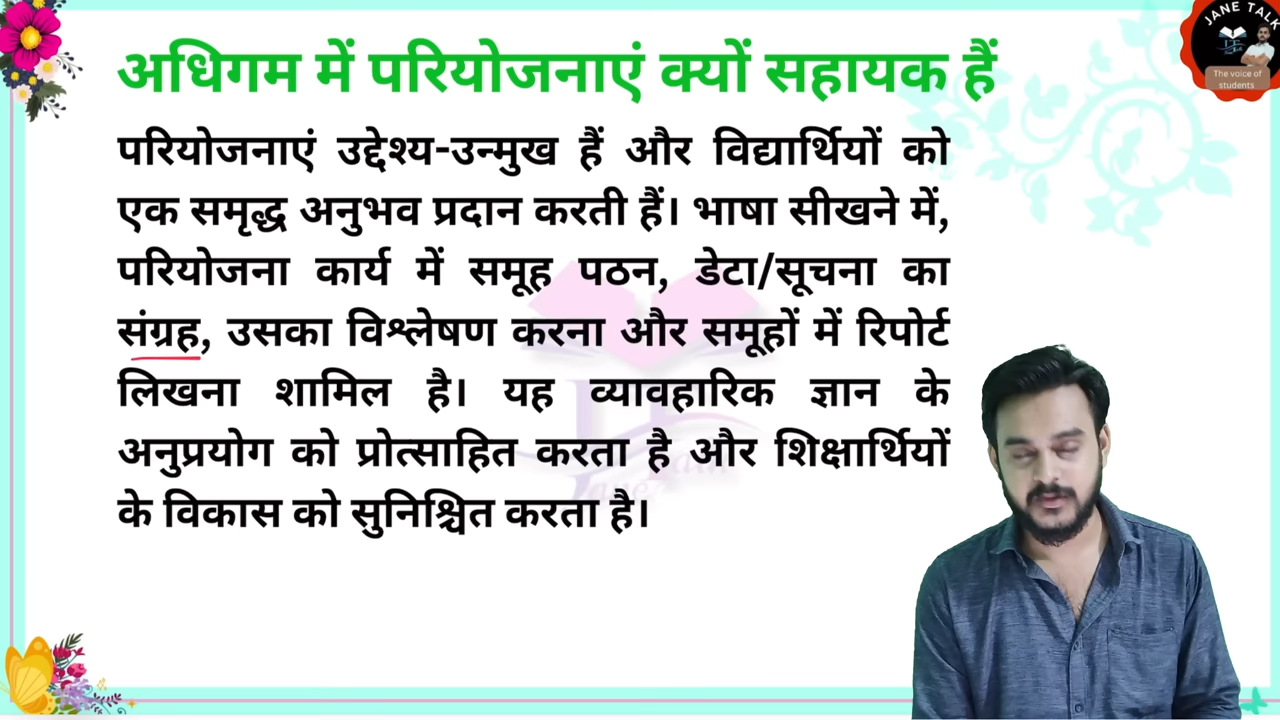 अधिगम में परियोजनाएं क्यों सहायक हैं
परियोजनाएं उद्देश्य-उन्मुख हैं और विद्यार्थियों को
एक समृद्ध अनुभव प्रदान करती हैं। भाषा सीखने में,
परियोजना कार्य में समूह पठन, डेटा/सूचना का
संग्रह, उसका विश्लेषण करना और समूहों में रिपोर्ट
लिखना शामिल है। यह व्यावहारिक ज्ञान के
अनुप्रयोग को प्रोत्साहित करता है और शिक्षार्थियों
के विकास को सुनिश्चित करता है।
JANE TALK
The voice of
students